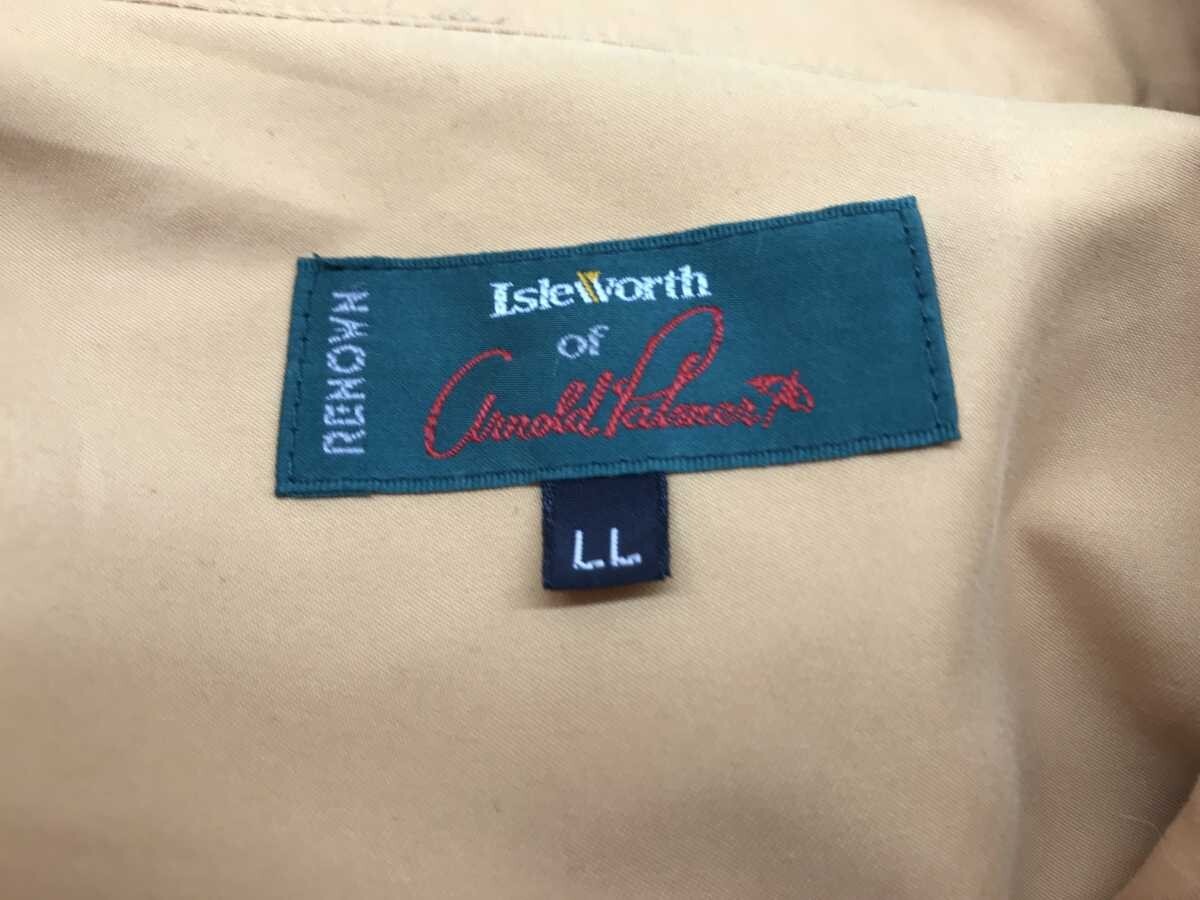 RENOWN
IsleWorth
of
Arnold Palmer
LL